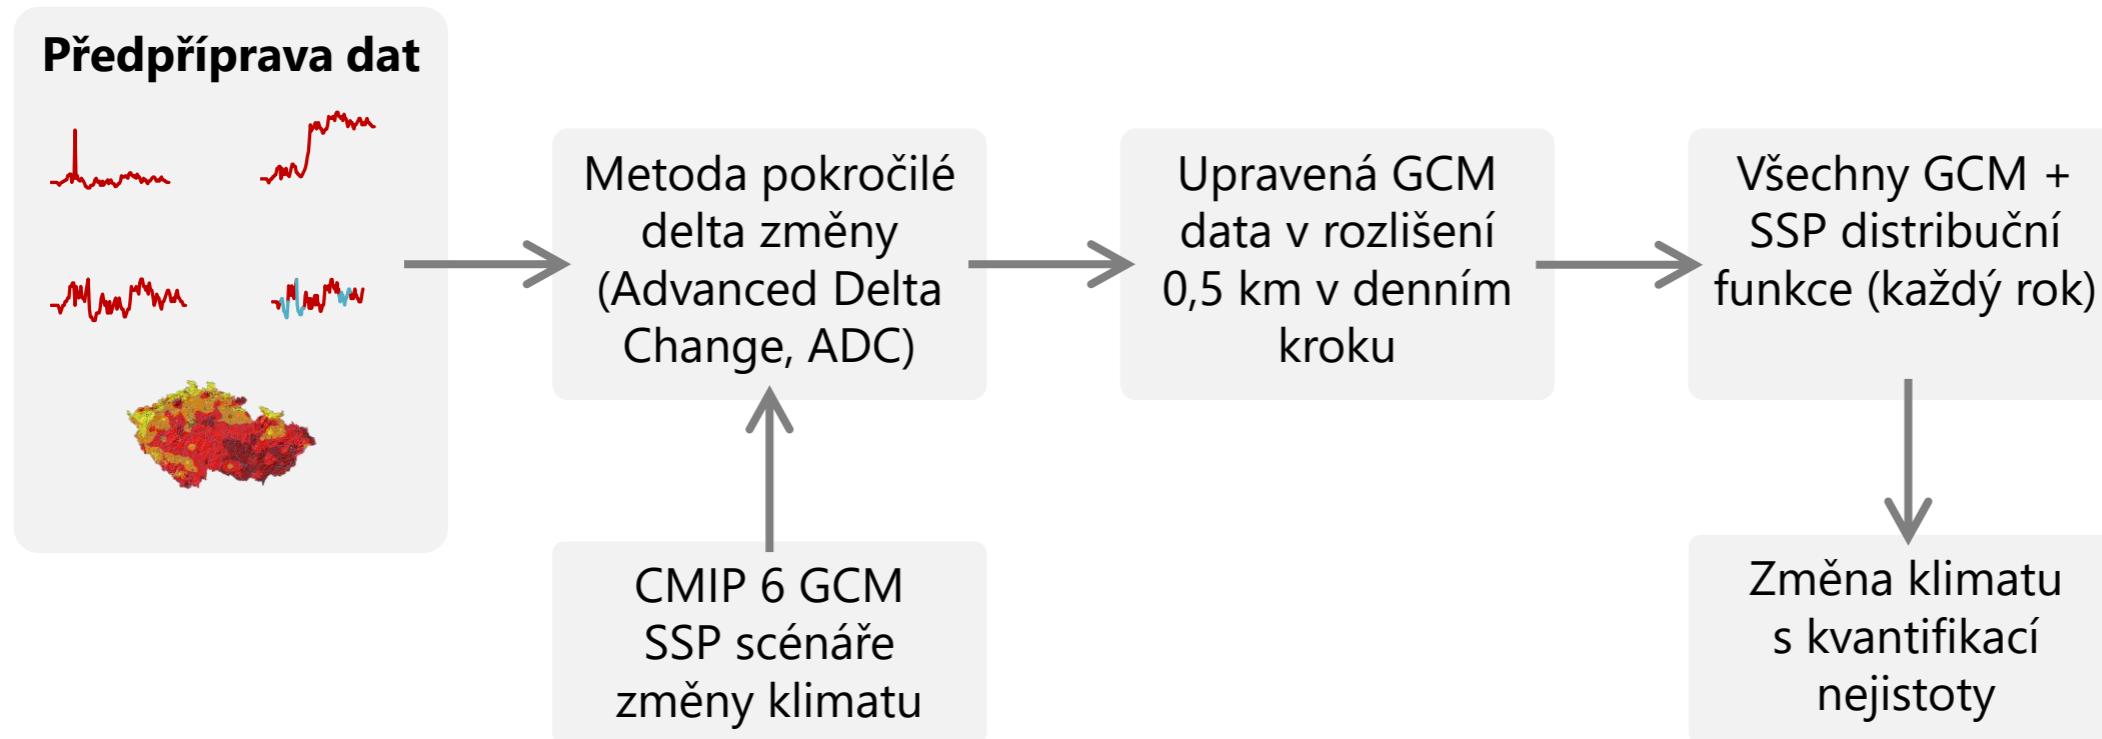 Předpříprava dat
Metoda pokročilé
delta změny
(Advanced Delta
Change, ADC)
Upravená GCM
data v rozlišení
0,5 km v denním
kroku
Všechny GCM +
SSP distribuční
funkce (každý rok)
CMIP 6 GCM
SSP scénáře
změny klimatu
Změna klimatu
s kvantifikací
nejistoty